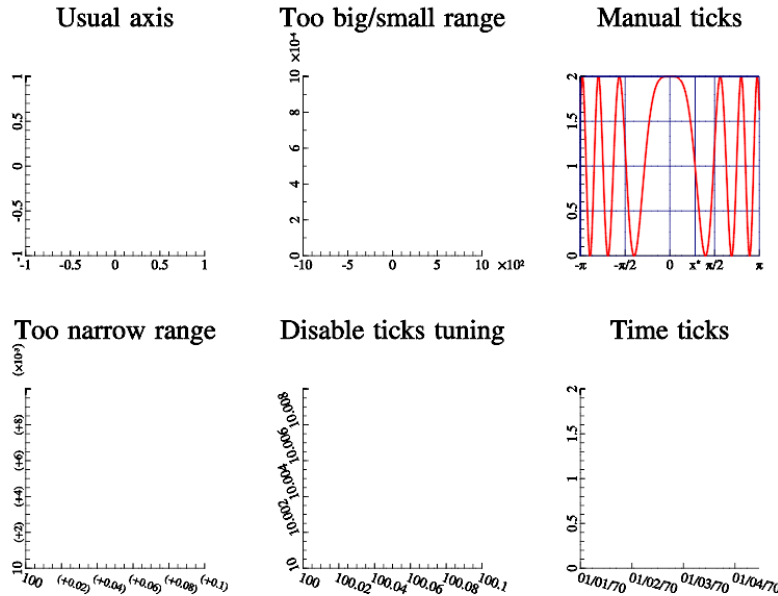 Usual axis
Too big/small range
Manual ticks
1
0.5
0
-0.5
-1
-1 -0.5 0 0.5 1
×10⁻⁴
10
8
6
4
2
0
-10 -5 0 5 10 ×10²
2
1.5
1
0.5
0
-π -π/2 0 x* π/2 π
Too narrow range
Disable ticks tuning
Time ticks
(×10⁻³)
(+8)
(+6)
(+4)
(+2)
10
100 (+0.02) (+0.04) (+0.06) (+0.08) (+0.1)
10.008
10.006
10.004
10.002
10
100 100.02 100.04 100.06 100.08 100.1
2
1.5
1
0.5
0
01/01/70 01/02/70 01/03/70 01/04/70